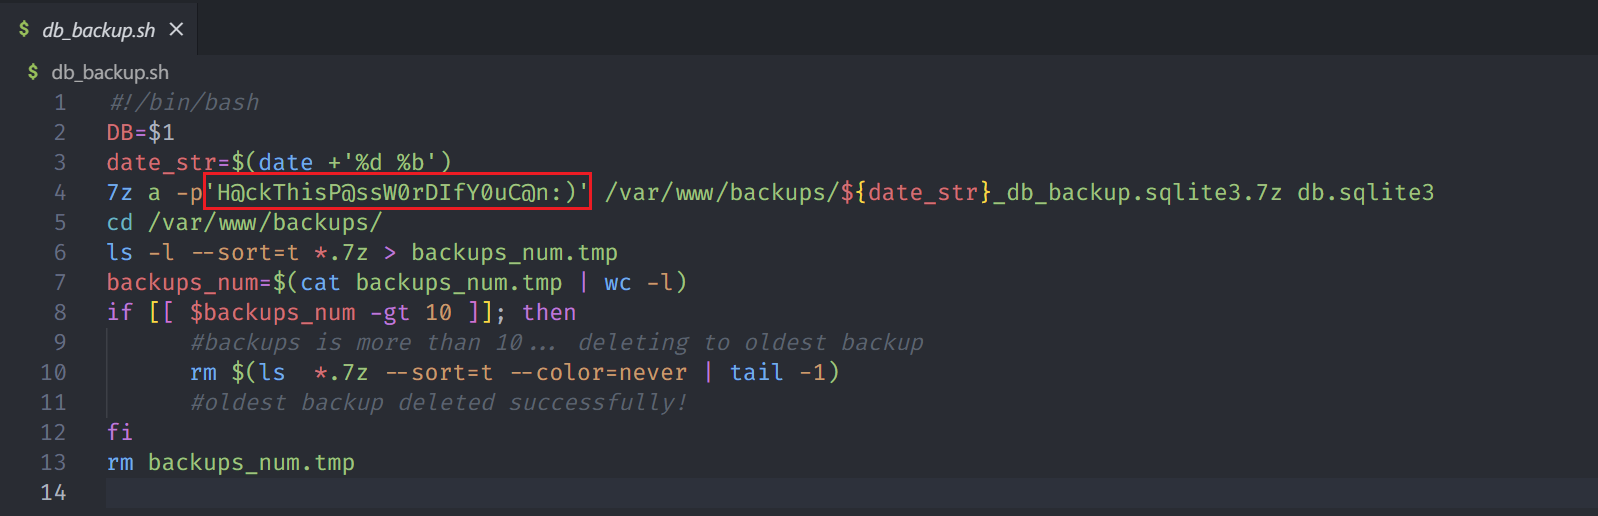 $ db_backup.sh ×
$ db_backup.sh
1 #!/bin/bash
2 DB=$1
3 date_str=$(date +'%d %b')
4 7z a -p'H@ckThisP@ssW0rDIfY0uC@n:)' /var/www/backups/${date_str}_db_backup.sqlite3.7z db.sqlite3
5 cd /var/www/backups/
6 ls -l --sort=t *.7z > backups_num.tmp
7 backups_num=$(cat backups_num.tmp | wc -l)
8 if [[ $backups_num -gt 10 ]]; then
9 #backups is more than 10... deleting to oldest backup
10 rm $(ls  *.7z --sort=t --color=never | tail -1)
11 #oldest backup deleted successfully!
12 fi
13 rm backups_num.tmp
14